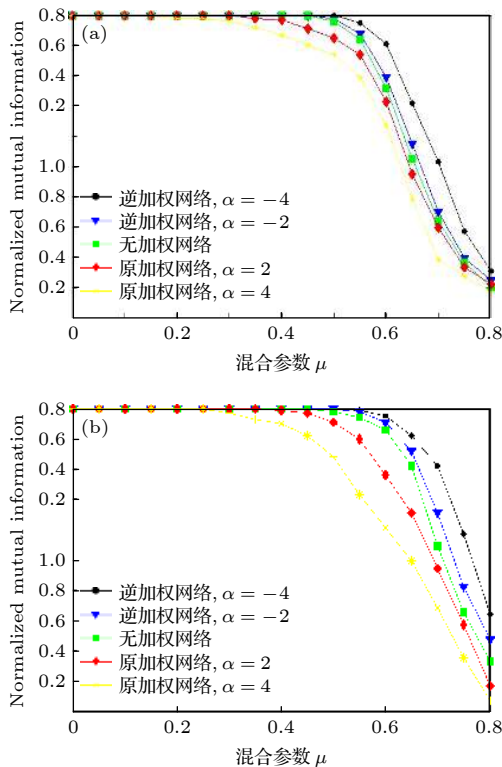 (a)
Normalized mutual information
0.8
0.6
0.4
0.2
1.0
0.8
0.6
0.4
0.2
逆加权网络, α = −4
逆加权网络, α = −2
无加权网络
原加权网络, α = 2
原加权网络, α = 4
0 0.2 0.4 0.6 0.8
混合参数 μ
(b)
Normalized mutual information
0.8
0.6
0.4
0.2
1.0
0.8
0.6
0.4
0.2
逆加权网络, α = −4
逆加权网络, α = −2
无加权网络
原加权网络, α = 2
原加权网络, α = 4
0 0.2 0.4 0.6 0.8
混合参数 μ